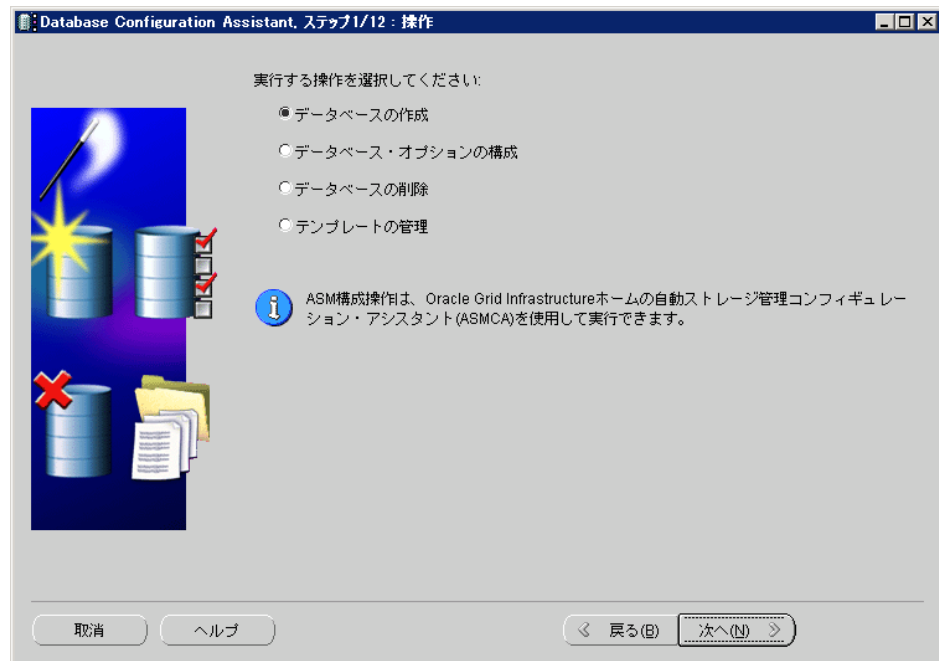 Database Configuration Assistant, ステップ1/12 : 操作
実行する操作を選択してください:
データベースの作成
データベース・オプションの構成
データベースの削除
テンプレートの管理
ASM構成操作は、Oracle Grid Infrastructureホームの自動ストレージ管理コンフィギュレー
ション・アシスタント(ASMCA)を使用して実行できます。
取消
ヘルプ
戻る(B)
次へ(N)